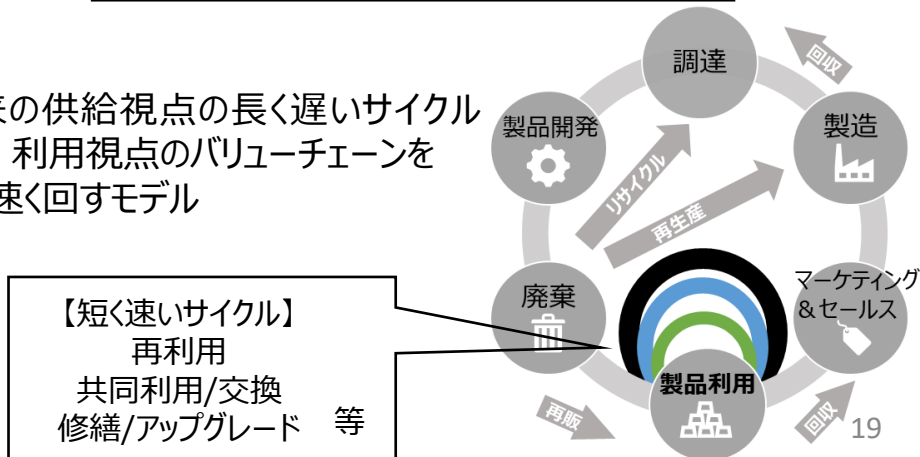 来の供給視点の長く遅いサイクル
利用視点のバリューチェーンを
速く回すモデル
【短く速いサイクル】
再利用
共同利用/交換
修繕/アップグレード 等
調達
回収
製品開発
製造
リサイクル
再生産
廃棄
マーケティング
&セールス
製品利用
再販
回収
19